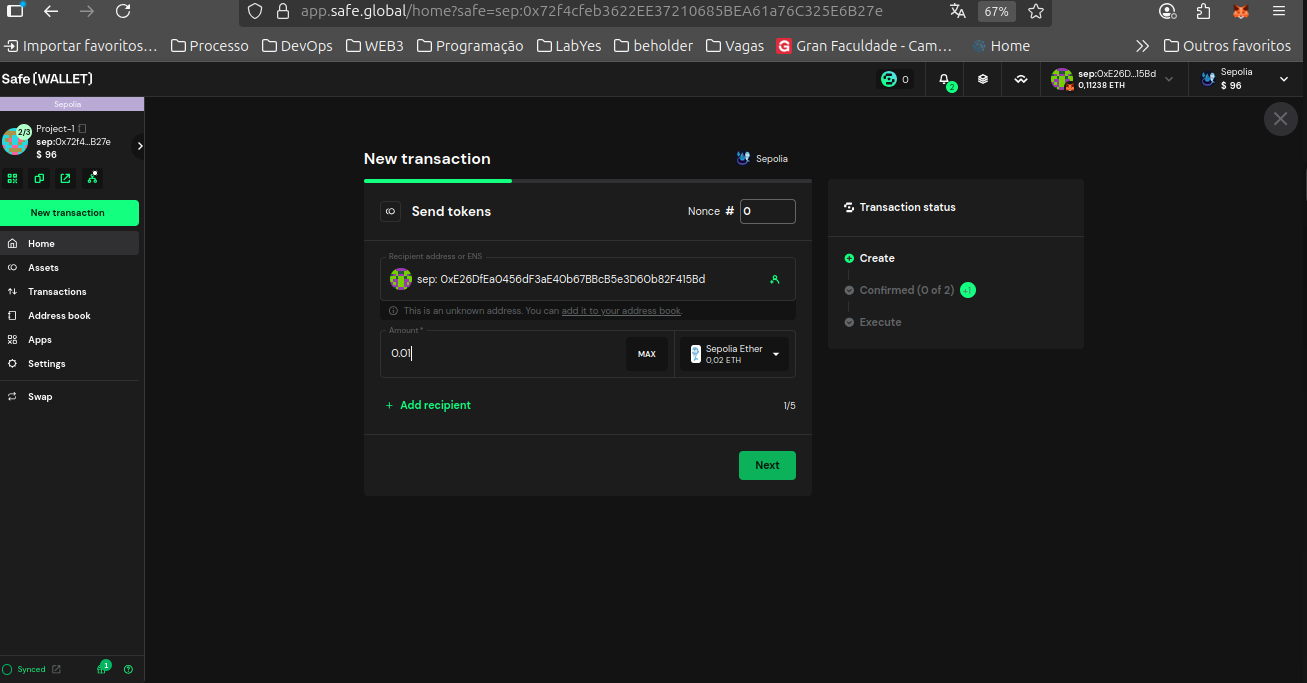 app.safe.global/home?safe=sep:0x72f4cfeb3622EE37210685BEA61a76C325E6B27e 67%
Importar favoritos… Processo DevOps WEB3 Programação LabYes beholder Vagas G Gran Faculdade - Cam… Home Outros favoritos
Safe{WALLET}
0
2
sep:0xE26D...15Bd
0,11238 ETH
Sepolia
$ 96
Sepolia
2/3
Project-1
sep:0x72f4...B27e
$ 96
New transaction
Home
Assets
Transactions
Address book
Apps
Settings
Swap
Synced
1
New transaction
Sepolia
Send tokens
Nonce # 0
Recipient address or ENS
sep: 0xE26DfEa0456dF3aE40b67BBcB5e3D60b82F415Bd
This is an unknown address. You can add it to your address book.
Amount *
0.01
MAX
Sepolia Ether
0,02 ETH
+ Add recipient
1/5
Next
Transaction status
Create
Confirmed (0 of 2) +1
Execute